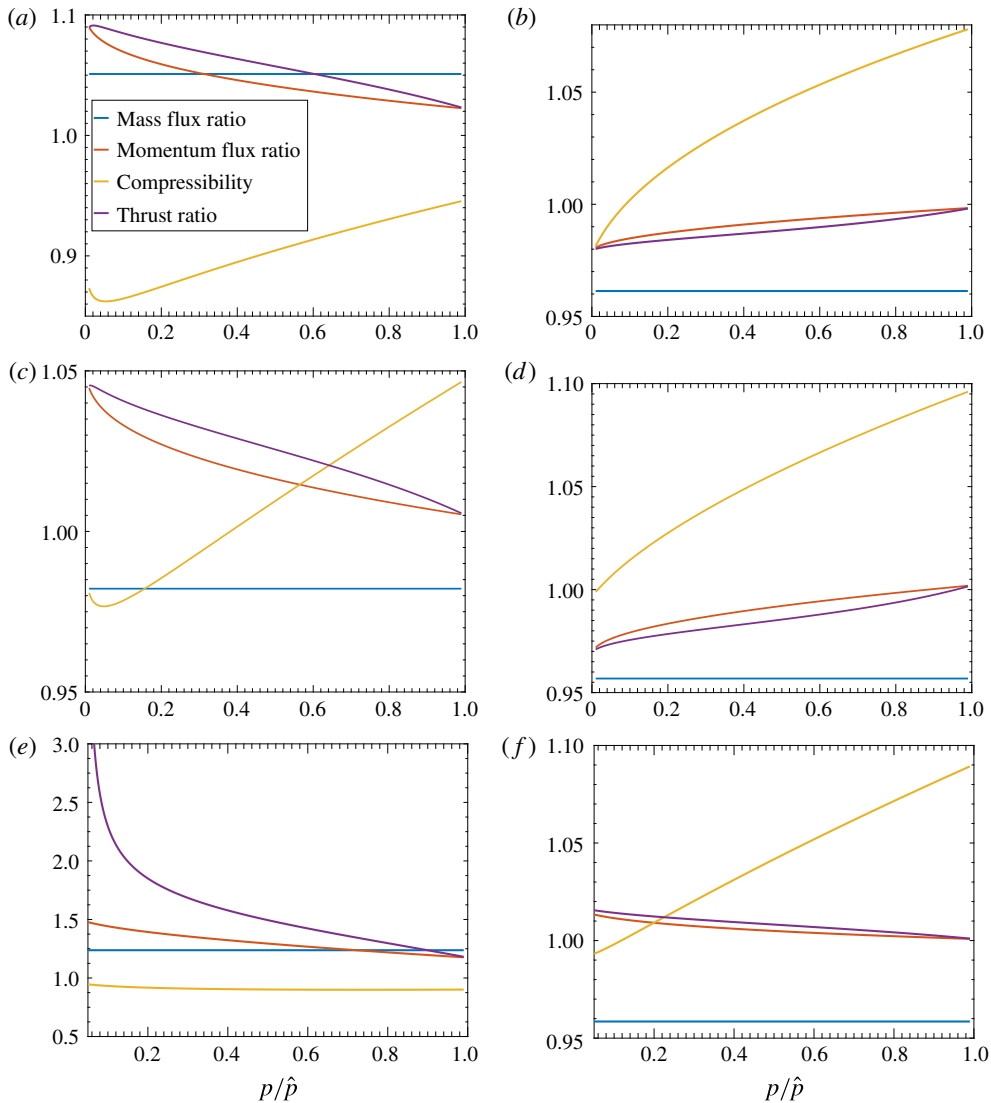 (a)
1.1
1.0
0.9
0 0.2 0.4 0.6 0.8 1.0
Mass flux ratio
Momentum flux ratio
Compressibility
Thrust ratio
(b)
1.05
1.00
0.95
0 0.2 0.4 0.6 0.8 1.0
(c)
1.05
1.00
0.95
0 0.2 0.4 0.6 0.8 1.0
(d)
1.10
1.05
1.00
0.95
0 0.2 0.4 0.6 0.8 1.0
(e)
3.0
2.5
2.0
1.5
1.0
0.5
0.2 0.4 0.6 0.8 1.0
p/p̂
(f)
1.10
1.05
1.00
0.95
0.2 0.4 0.6 0.8 1.0
p/p̂